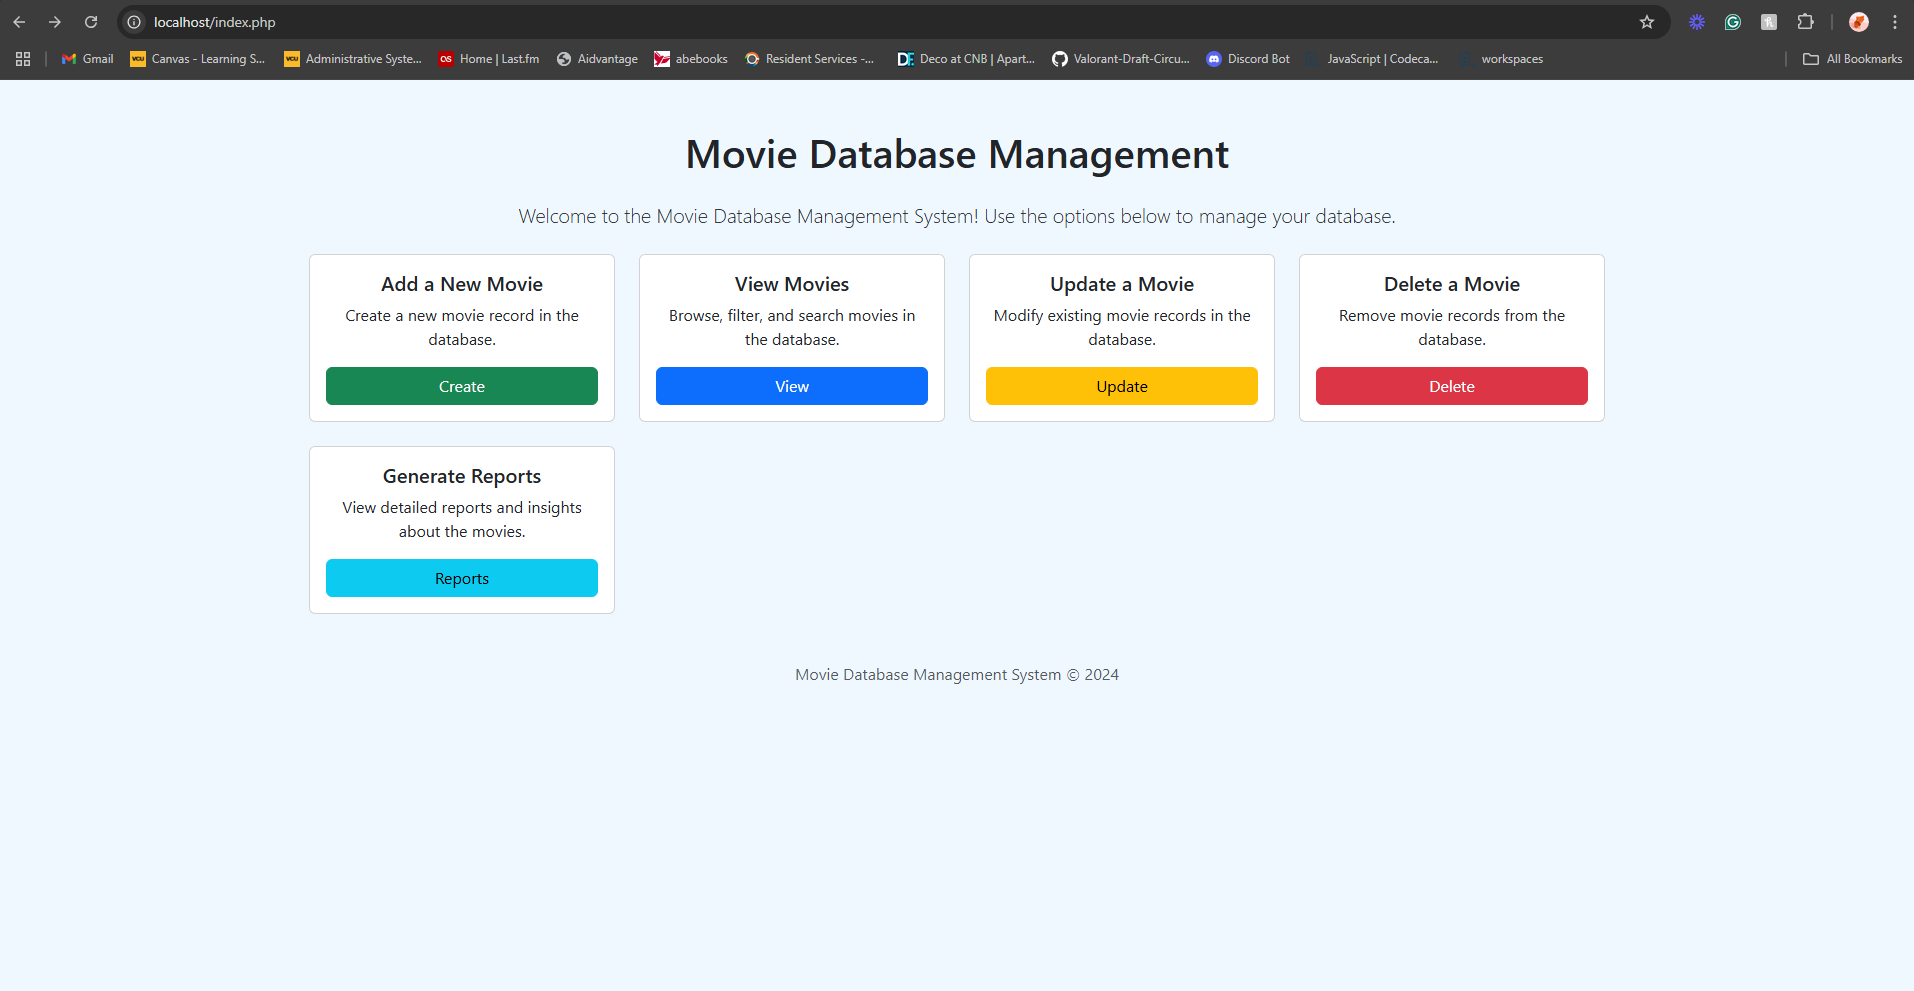 localhost/index.php
Gmail
VCU Canvas - Learning S...
VCU Administrative Syste...
Home | Last.fm
Aidvantage
abebooks
Resident Services -...
Deco at CNB | Apart...
Valorant-Draft-Circu...
Discord Bot
JavaScript | Codeca...
workspaces
All Bookmarks
Movie Database Management
Welcome to the Movie Database Management System! Use the options below to manage your database.
Add a New Movie
Create a new movie record in the
database.
Create
View Movies
Browse, filter, and search movies in
the database.
View
Update a Movie
Modify existing movie records in the
database.
Update
Delete a Movie
Remove movie records from the
database.
Delete
Generate Reports
View detailed reports and insights
about the movies.
Reports
Movie Database Management System © 2024